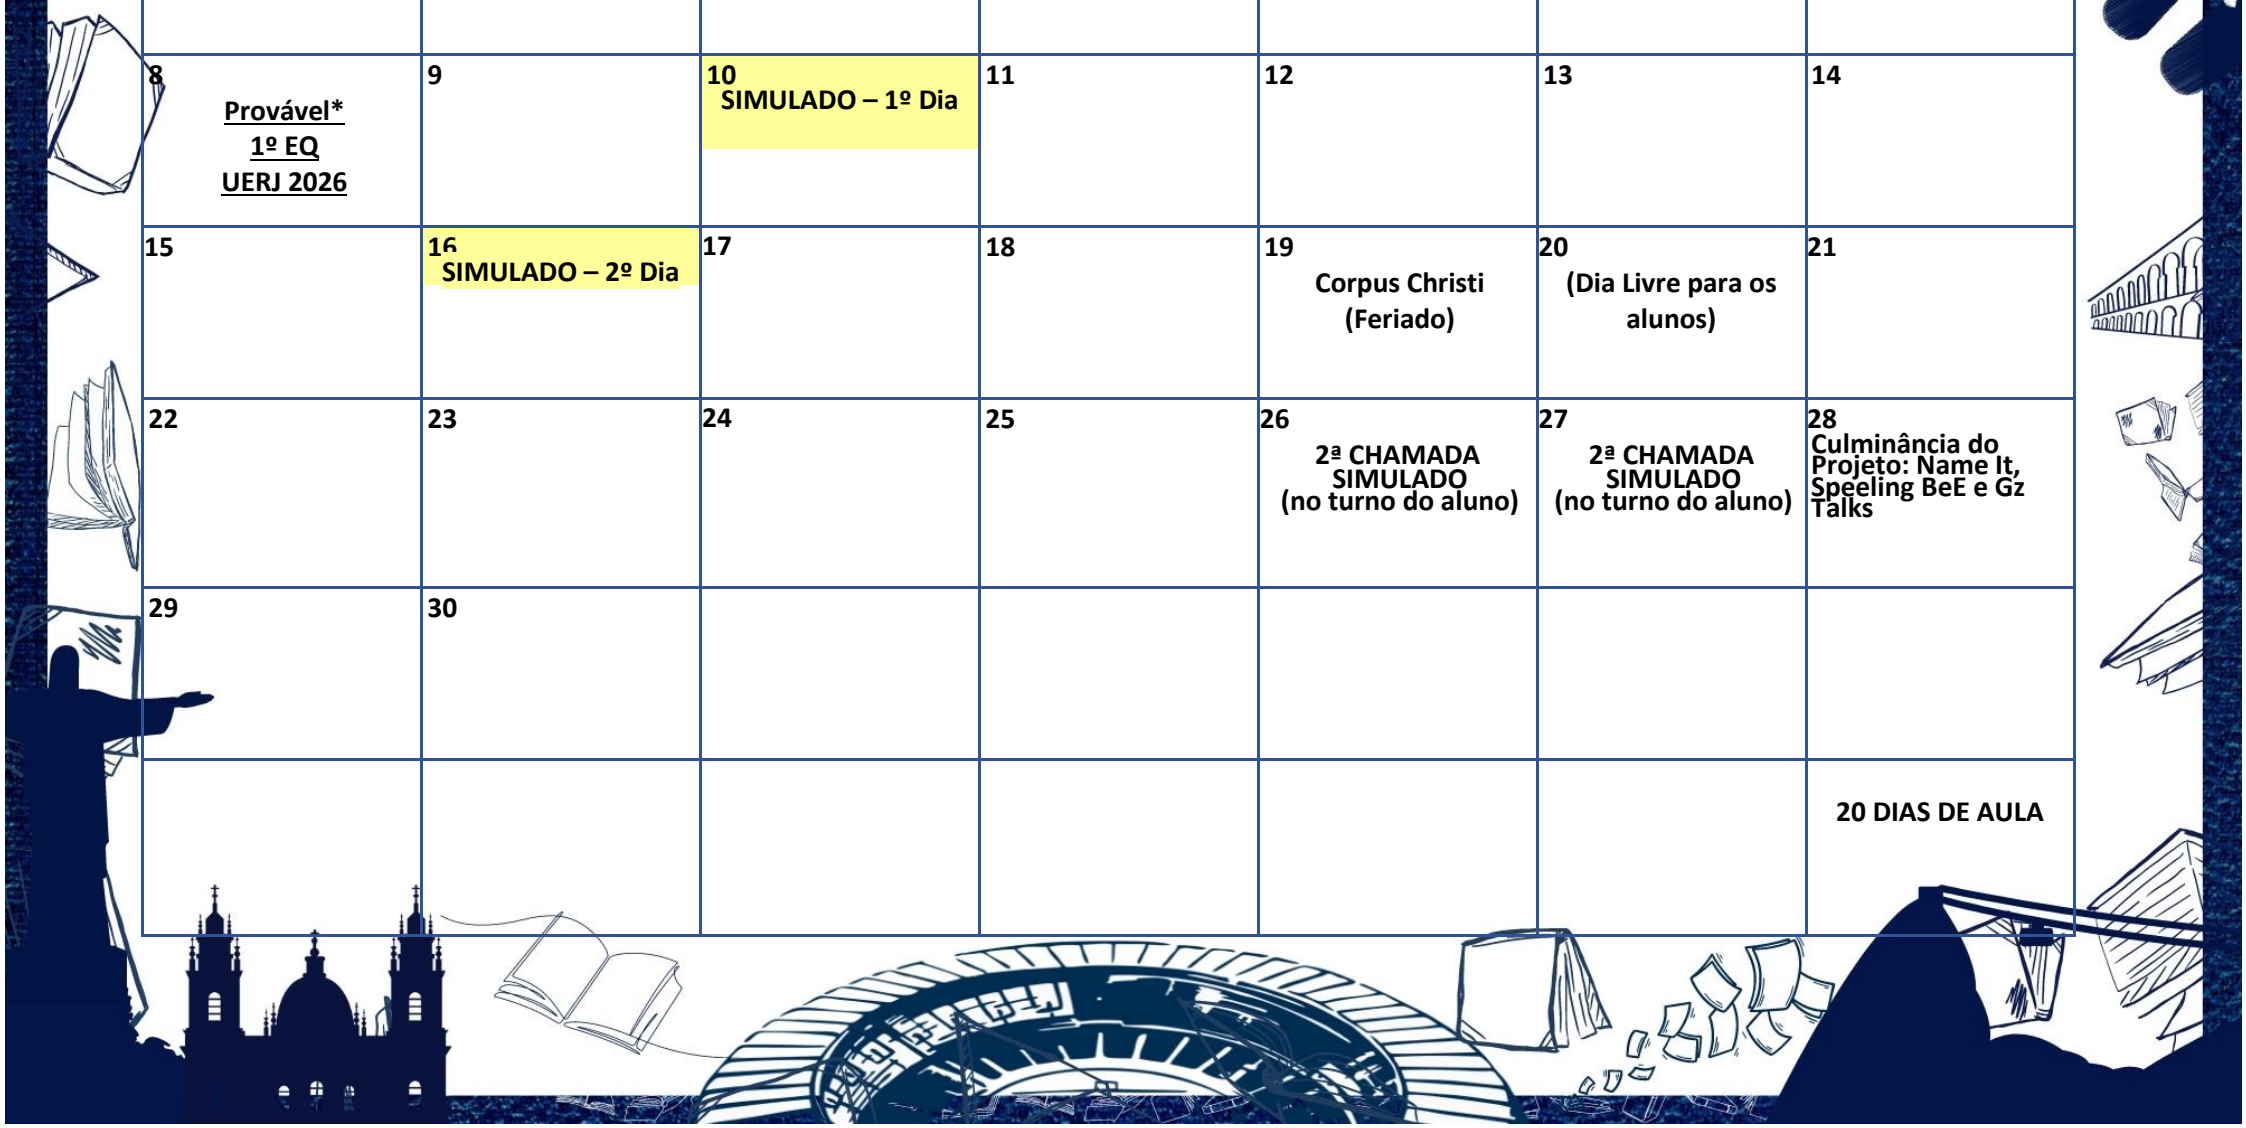 8
Provável*
1º EQ
UERJ 2026
9
10
SIMULADO – 1º Dia
11
12
13
14
15
16
SIMULADO – 2º Dia
17
18
19
Corpus Christi
(Feriado)
20
(Dia Livre para os
alunos)
21
22
23
24
25
26
2ª CHAMADA
SIMULADO
(no turno do aluno)
27
2ª CHAMADA
SIMULADO
(no turno do aluno)
28
Culminância do
Projeto: Name It,
Speeling BeE e Gz
Talks
29
30
20 DIAS DE AULA